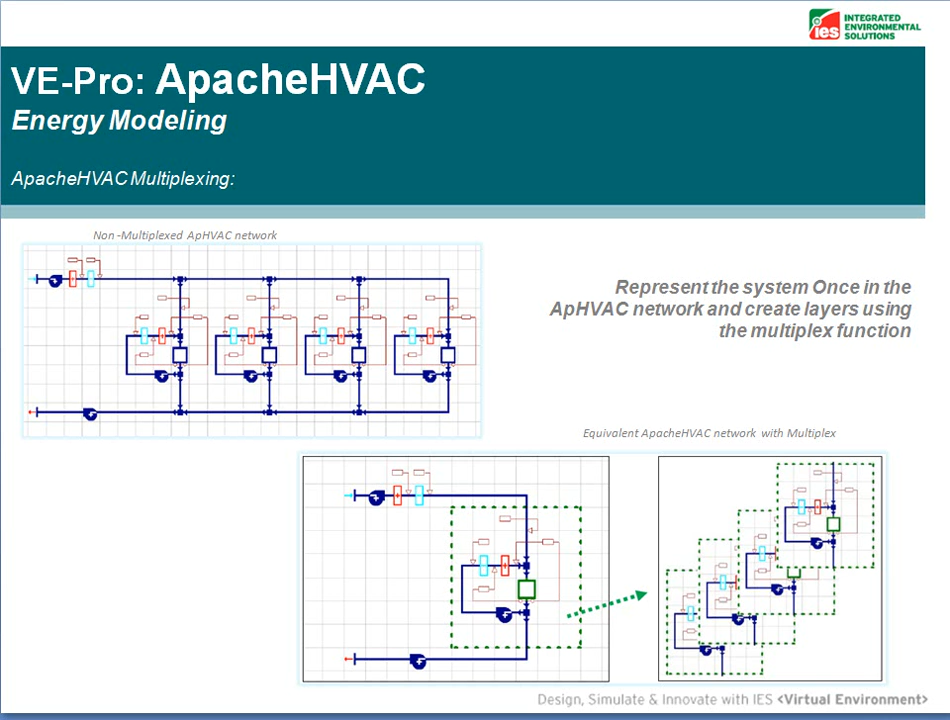 ies INTEGRATED
ENVIRONMENTAL
SOLUTIONS
VE-Pro: ApacheHVAC
Energy Modeling
ApacheHVAC Multiplexing:
Non -Multiplexed ApHVAC network
Represent the system Once in the
ApHVAC network and create layers using
the multiplex function
Equivalent ApacheHVAC network with Multiplex
Design, Simulate & Innovate with IES <Virtual Environment>